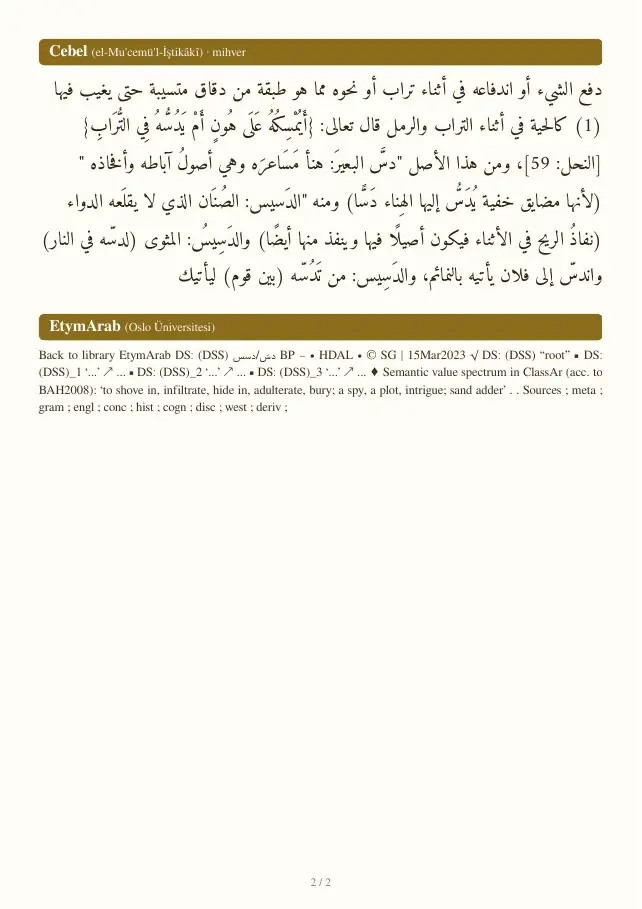 Cebel (el-Mu'cemü'l-İştikâkî) · mihver
دفع الشيء أو اندفاعه في أثناء تراب أو نحوه مما هو طبقة من دقاق متسيبة حتى يغيب فيها
(1) كالحية في أثناء التراب والرمل قال تعالى: {أَيُمْسِكُهُ عَلَى هُونٍ أَمْ يَدُسُّهُ فِي التُّرَابِ}
[النحل: 59]، ومن هذا الأصل "دسَّ البعيرَ: هنأ مَسَاعرَه وهي أصولُ آباطه وأفخاذه "
(لأنها مضايق خفية يُدَسُّ إليها الهِناء دَسًّا) ومنه "الدَسيس: الصُنَان الذي لا يقلَعه الدواء
(نفاذُ الريح في الأثناء فيكون أصيلًا فيها وينفذ منها أيضًا) والدَسِيسُ: المثوى (لدسّه في النار)
واندسّ إلى فلان يأتيه بالنمائم، والدَسِيس: من تَدُسّه (بين قوم) ليأتيك
EtymArab (Oslo Üniversitesi)
Back to library EtymArab DS: (DSS) دسّ/دسس BP – • HDAL • © SG | 15Mar2023 √ DS: (DSS) “root” ▪ DS:
(DSS)_1 ‘...’ ↗ ... ▪ DS: (DSS)_2 ‘...’ ↗ ... ▪ DS: (DSS)_3 ‘...’ ↗ ... ♦ Semantic value spectrum in ClassAr (acc. to
BAH2008): ‘to shove in, infiltrate, hide in, adulterate, bury; a spy, a plot, intrigue; sand adder’ . . Sources ; meta ;
gram ; engl ; conc ; hist ; cogn ; disc ; west ; deriv ;
2 / 2